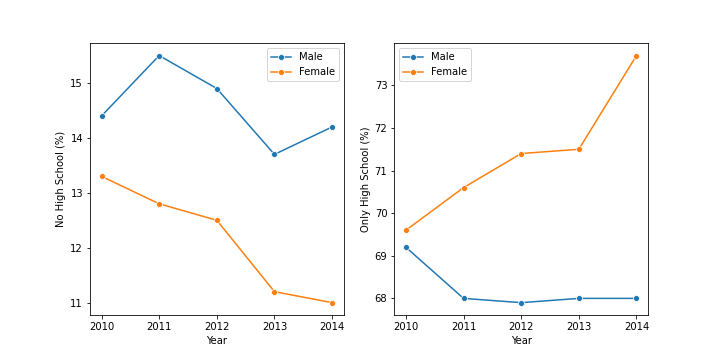 No High School (%)
15
14
13
12
11
Male
Female
2010 2011 2012 2013 2014
Year
Only High School (%)
73
72
71
70
69
68
Male
Female
2010 2011 2012 2013 2014
Year